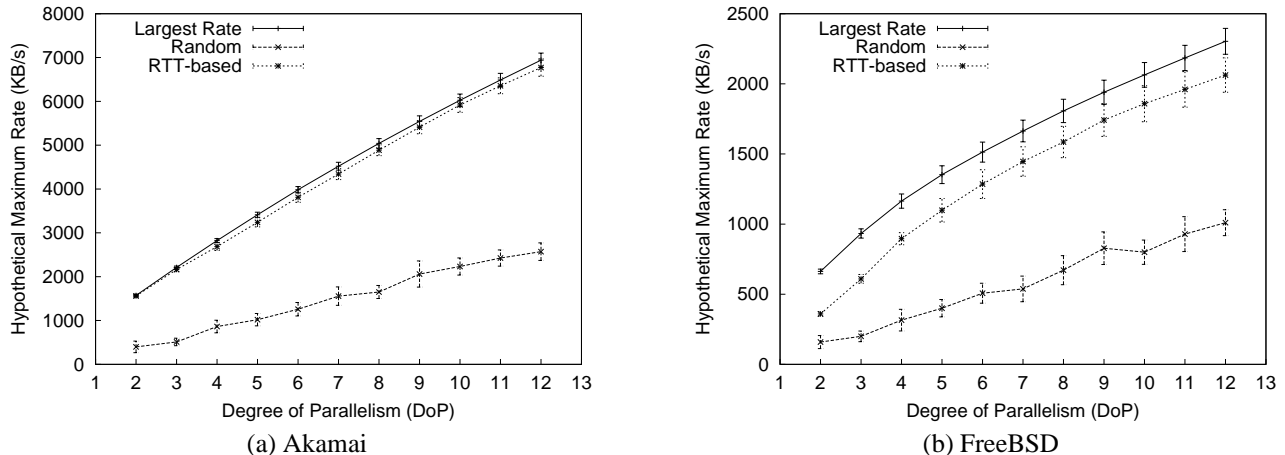 Hypothetical Maximum Rate (KB/s)
8000
7000
6000
5000
4000
3000
2000
1000
0
Largest Rate
Random
RTT-based
1 2 3 4 5 6 7 8 9 10 11 12 13
Degree of Parallelism (DoP)
(a) Akamai
Hypothetical Maximum Rate (KB/s)
2500
2000
1500
1000
500
0
Largest Rate
Random
RTT-based
1 2 3 4 5 6 7 8 9 10 11 12 13
Degree of Parallelism (DoP)
(b) FreeBSD